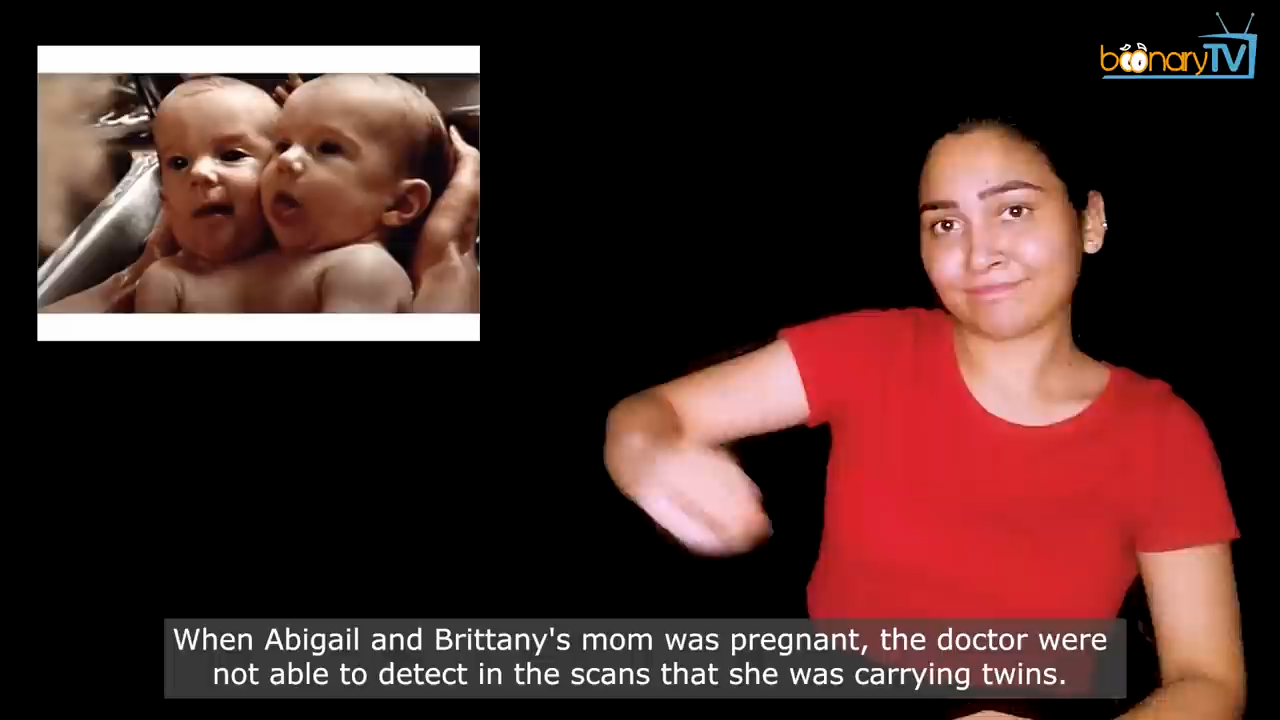 boonaryTV
When Abigail and Brittany's mom was pregnant, the doctor were
not able to detect in the scans that she was carrying twins.